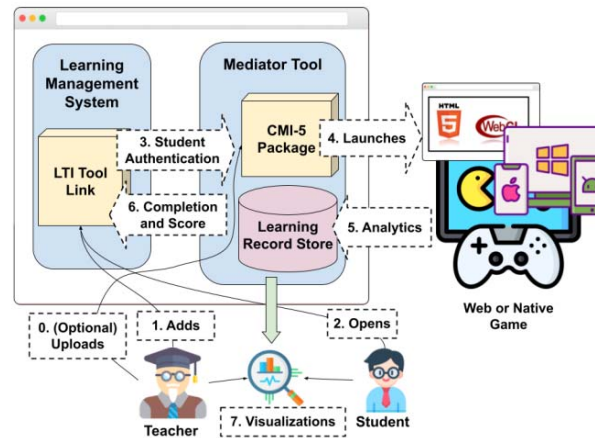 Learning
Management
System
LTI Tool
Link
Mediator Tool
CMI-5
Package
Learning
Record Store
3. Student
Authentication
4. Launches
6. Completion
and Score
5. Analytics
HTML
5
WebGL
Web or Native
Game
0. (Optional)
Uploads
1. Adds
2. Opens
Teacher
7. Visualizations
Student